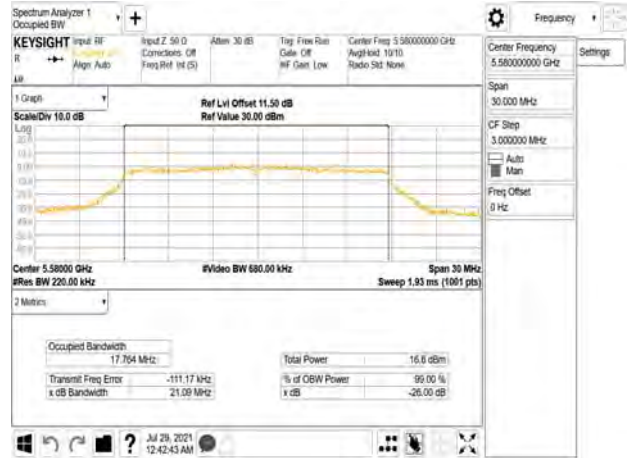 Spectrum Analyzer 1
Occupied BW
Frequency
KEYSIGHT
Input: RF
Input Z: 50 Ω
Atten: 30 dB
Trig: Free Run
Center Freq: 5.580000000 GHz
R
Corrections: Off
Gate: Off
Avg|Hold: 10/10
Align: Auto
Freq Ref: Int (S)
#IF Gain: Low
Radio Std: None
Center Frequency
5.580000000 GHz
Settings
Span
30.000 MHz
CF Step
3.000000 MHz
Auto
Man
Freq Offset
0 Hz
1 Graph
Scale/Div 10.0 dB
Ref Lvl Offset 11.50 dB
Ref Value 30.00 dBm
Log
Center 5.58000 GHz
#Res BW 220.00 kHz
#Video BW 680.00 kHz
Span 30 MHz
Sweep 1.93 ms (1001 pts)
2 Metrics
Occupied Bandwidth
17.764 MHz
Total Power
16.6 dBm
Transmit Freq Error
-111.17 kHz
% of OBW Power
99.00 %
x dB Bandwidth
21.09 MHz
x dB
-26.00 dB
Jul 29, 2021
12:42:43 AM